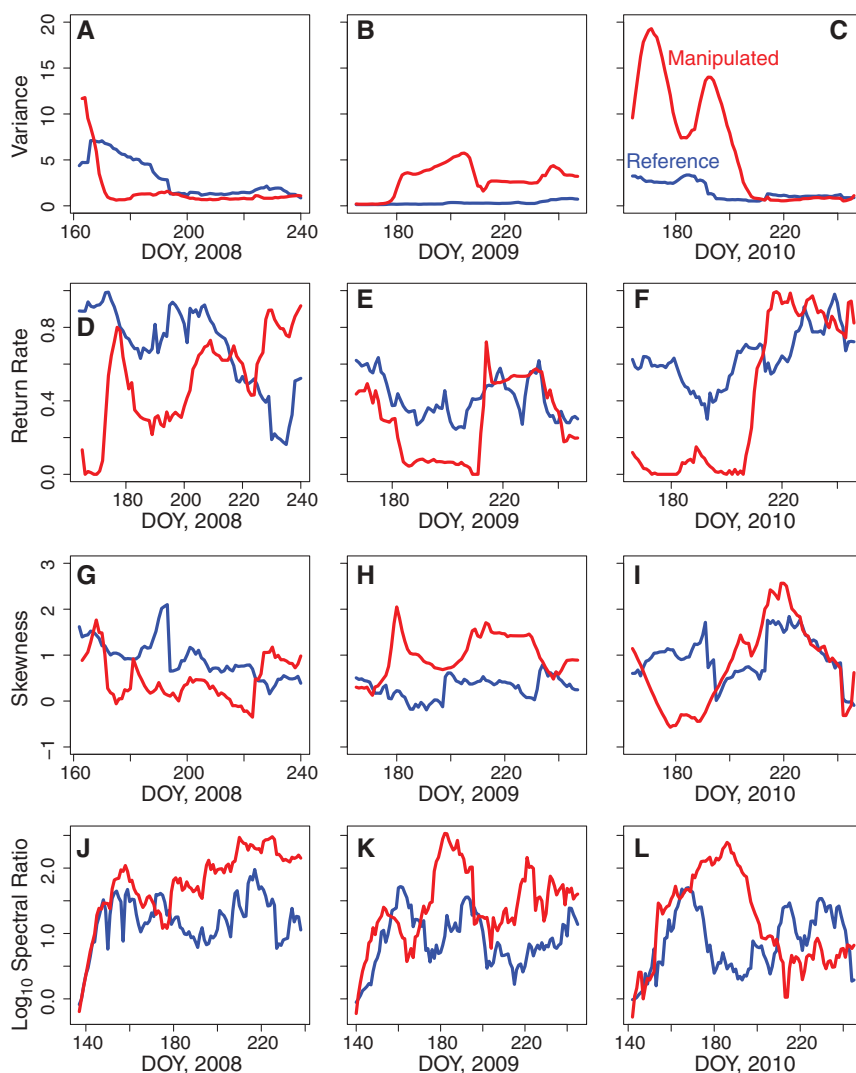 A
B
C
Manipulated
Reference
Variance
0 5 10 15 20
160 200 240
180 220
180 220
DOY, 2008
DOY, 2009
DOY, 2010
D
E
F
Return Rate
0.0 0.4 0.8
180 200 220 240
180 220
180 220
DOY, 2008
DOY, 2009
DOY, 2010
G
H
I
Skewness
−1 0 1 2 3
160 200 240
180 220
180 220
DOY, 2008
DOY, 2009
DOY, 2010
J
K
L
Log10 Spectral Ratio
0.0 1.0 2.0
140 180 220
140 180 220
140 180 220
DOY, 2008
DOY, 2009
DOY, 2010